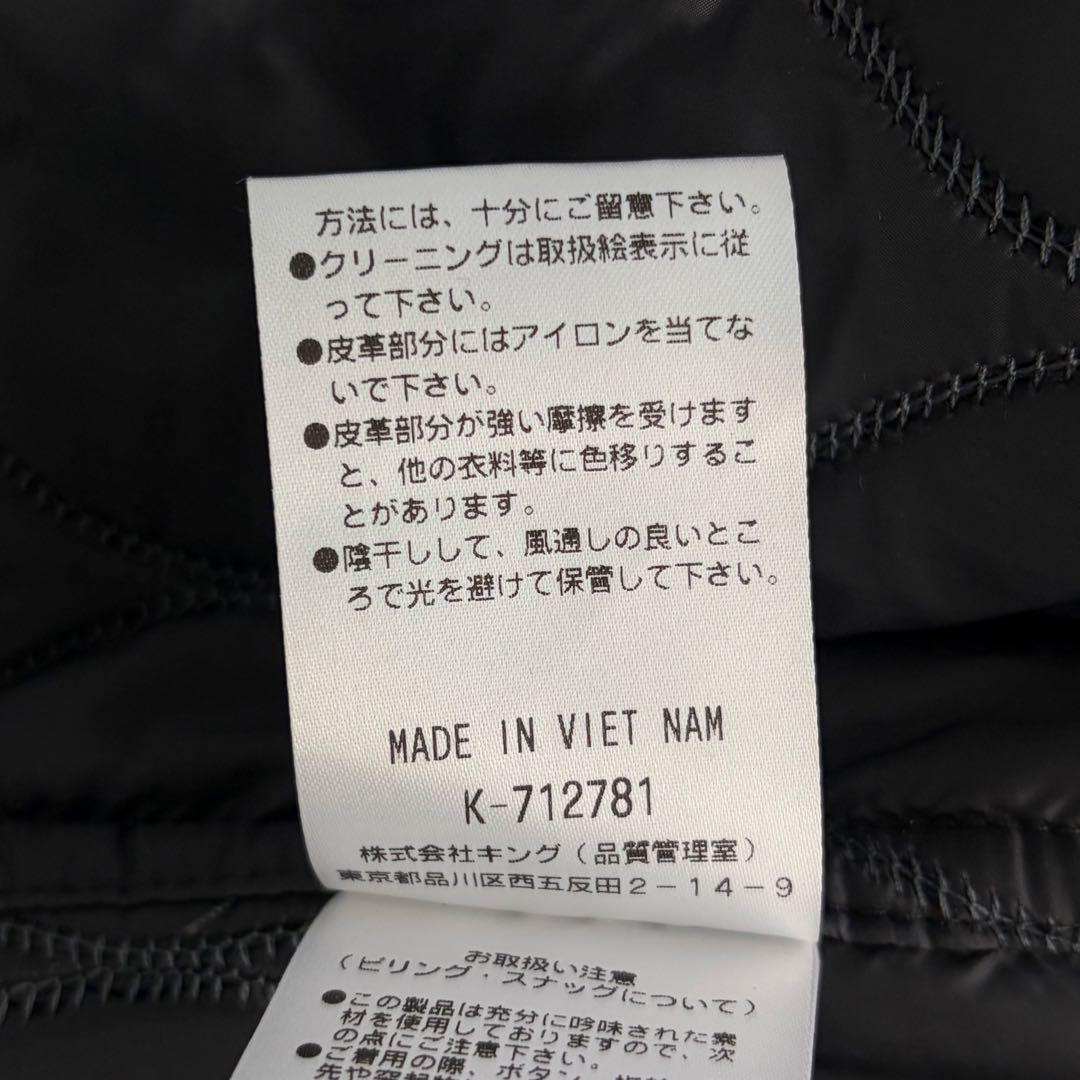 方法には、十分にご留意下さい。
●クリーニングは取扱絵表示に従
って下さい。
●皮革部分にはアイロンを当てな
いで下さい。
●皮革部分が強い摩擦を受けます
と、他の衣料等に色移りするこ
とがあります。
●陰干しして、風通しの良いとこ
ろで光を避けて保管して下さい。
MADE IN VIET NAM
K-712781
株式会社キング(品質管理室)
東京都品川区西五反田2-14-9
お取扱い注意
(ピリング・スナッグについて)
●この製品は充分に吟味された素
材を使用しておりますので、次
の点にご注意下さい。
●ご着用の際、ボタン、
先や突起物